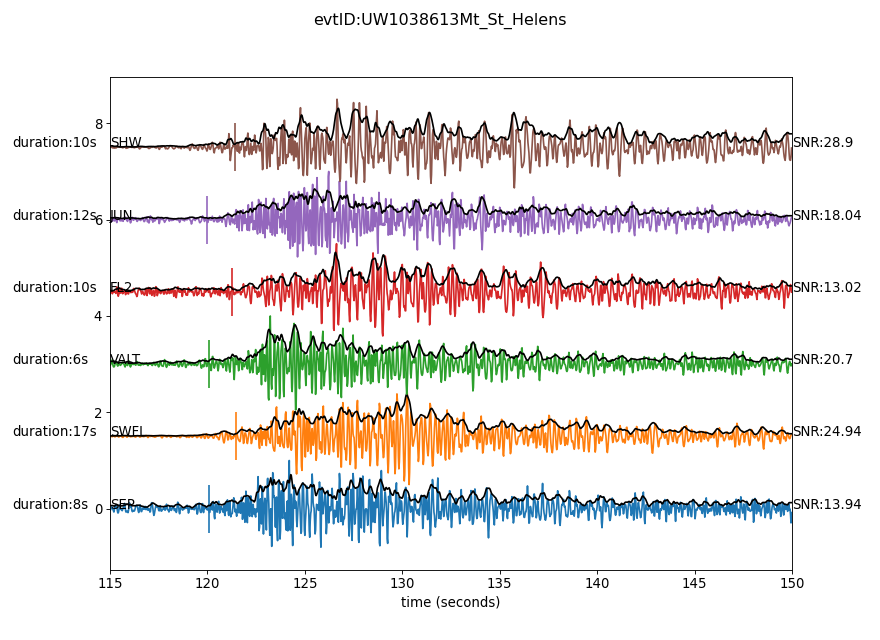 evtID:UW1038613Mt_St_Helens
8
duration:10s SHW SNR:28.9
duration:12s JUN SNR:18.04
6
duration:10s FL2 SNR:13.02
4
duration:6s VALT SNR:20.7
2
duration:17s SWFL SNR:24.94
duration:8s SEP SNR:13.94
0
115 120 125 130 135 140 145 150
time (seconds)